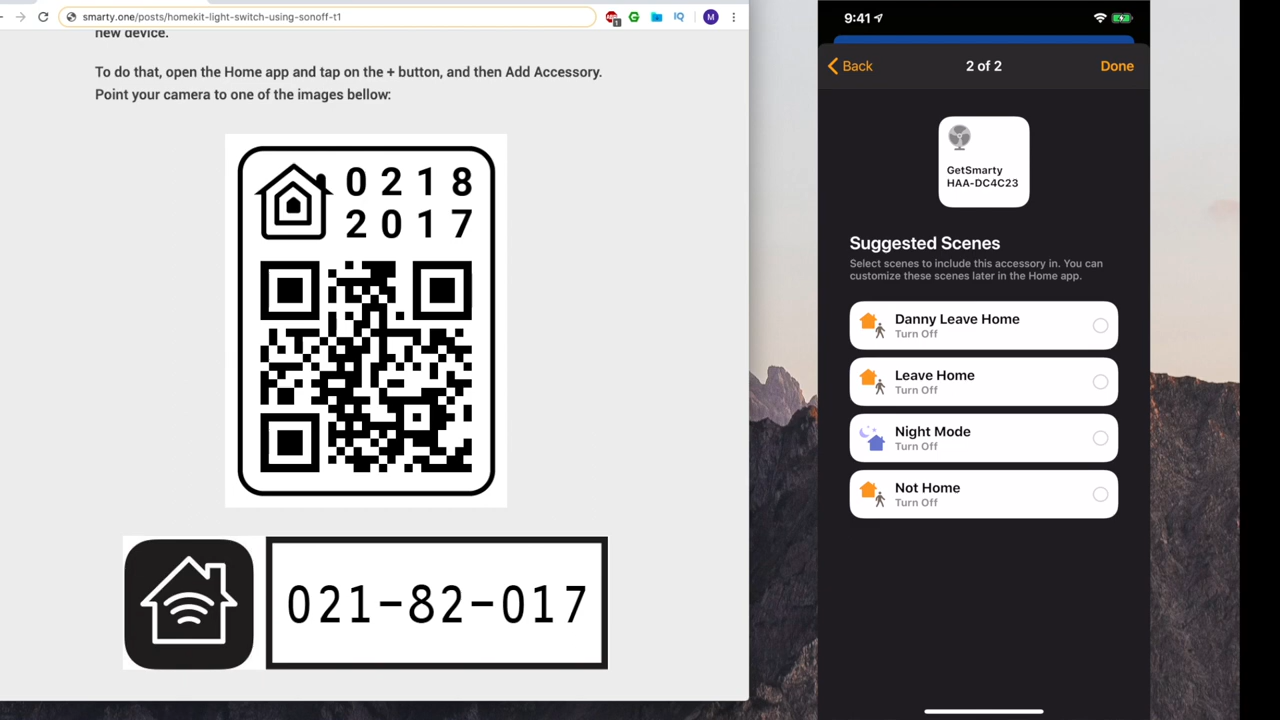 smarty.one/posts/homekit-light-switch-using-sonoff-t1
1
M
new device.
To do that, open the Home app and tap on the + button, and then Add Accessory.
Point your camera to one of the images bellow:
0218
2017
021-82-017
9:41
Back
2 of 2
Done
GetSmarty
HAA-DC4C23
Suggested Scenes
Select scenes to include this accessory in. You can
customize these scenes later in the Home app.
Danny Leave Home
Turn Off
Leave Home
Turn Off
Night Mode
Turn Off
Not Home
Turn Off